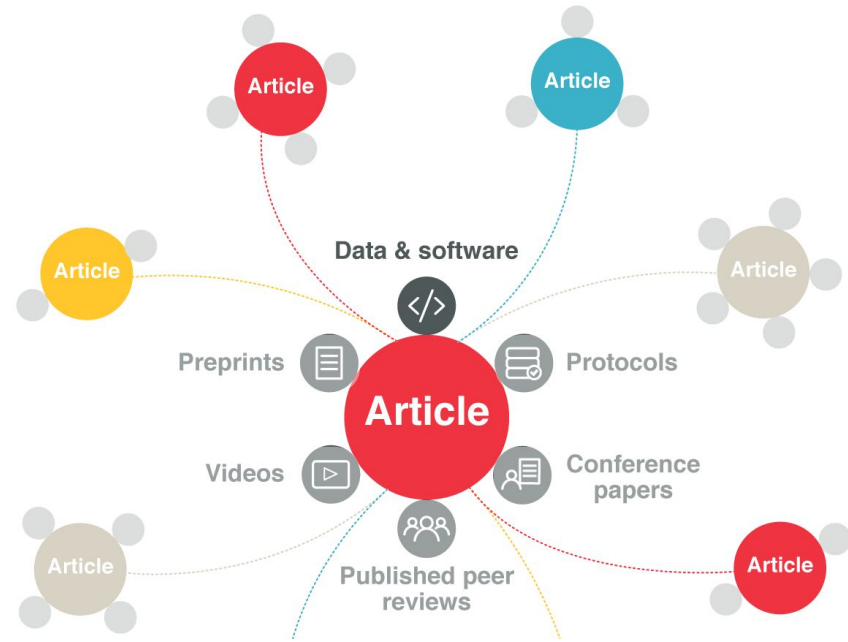 Article
Article
Data & software
Article
Article
Preprints
Protocols
Article
Videos
Conference
papers
Article
Article
Published peer
reviews